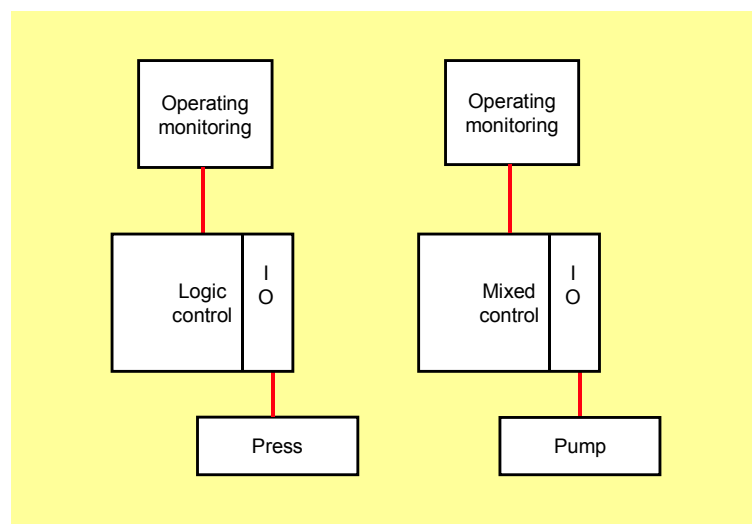 Operating
monitoring
Logic
control
I
O
Press
Operating
monitoring
Mixed
control
I
O
Pump